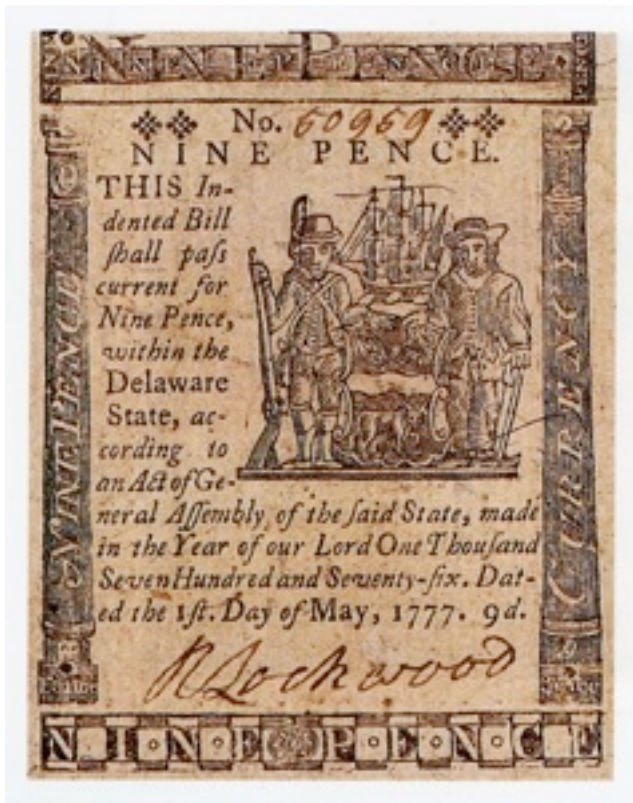 NINE PENCE
No. 60959
NINE PENCE.
THIS In-
dented Bill
ſhall paſs
current for
Nine Pence,
within the
Delaware
State, ac-
cording to
an Act of Ge-
neral Aſſembly of the ſaid State, made
in the Year of our Lord One Thouſand
Seven Hundred and Seventy-ſix. Dat-
ed the 1ſt. Day of May, 1777. 9d.
R Lockwood
NINE PENCE
CURRENCY
NINE PENCE